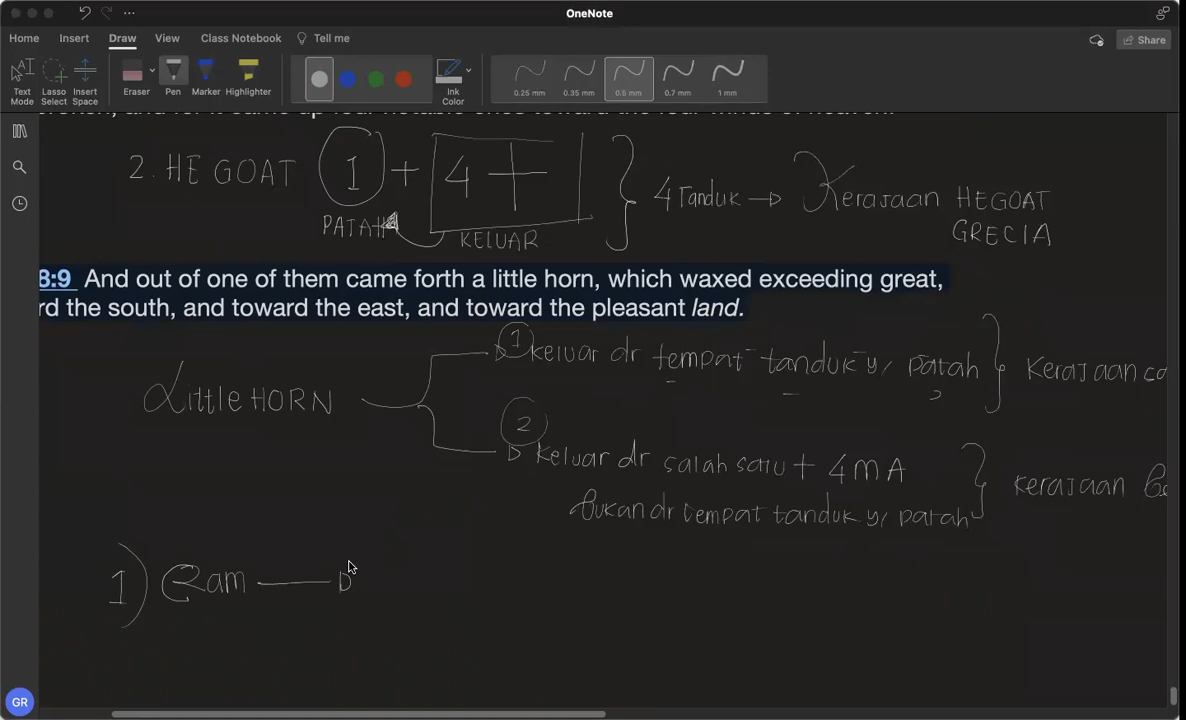 OneNote
Home Insert Draw View Class Notebook Tell me
Share
Text Mode
Lasso Select
Insert Space
Eraser
Pen
Marker
Highlighter
Ink Color
0.25 mm
0.35 mm
0.5 mm
0.7 mm
1 mm
2. HE GOAT 1 + 4 + } 4 Tanduk → Kerajaan HEGOAT
PATAH KELUAR GRECIA
8:9 And out of one of them came forth a little horn, which waxed exceeding great,
rd the south, and toward the east, and toward the pleasant land.
1 keluar dr tempat tanduk y, patah } Kerajaan
Little HORN
2
Keluar dr salah satu + 4 MA } Kerajaan
bukan dr tempat tanduk y, patah
1) Ram
GR